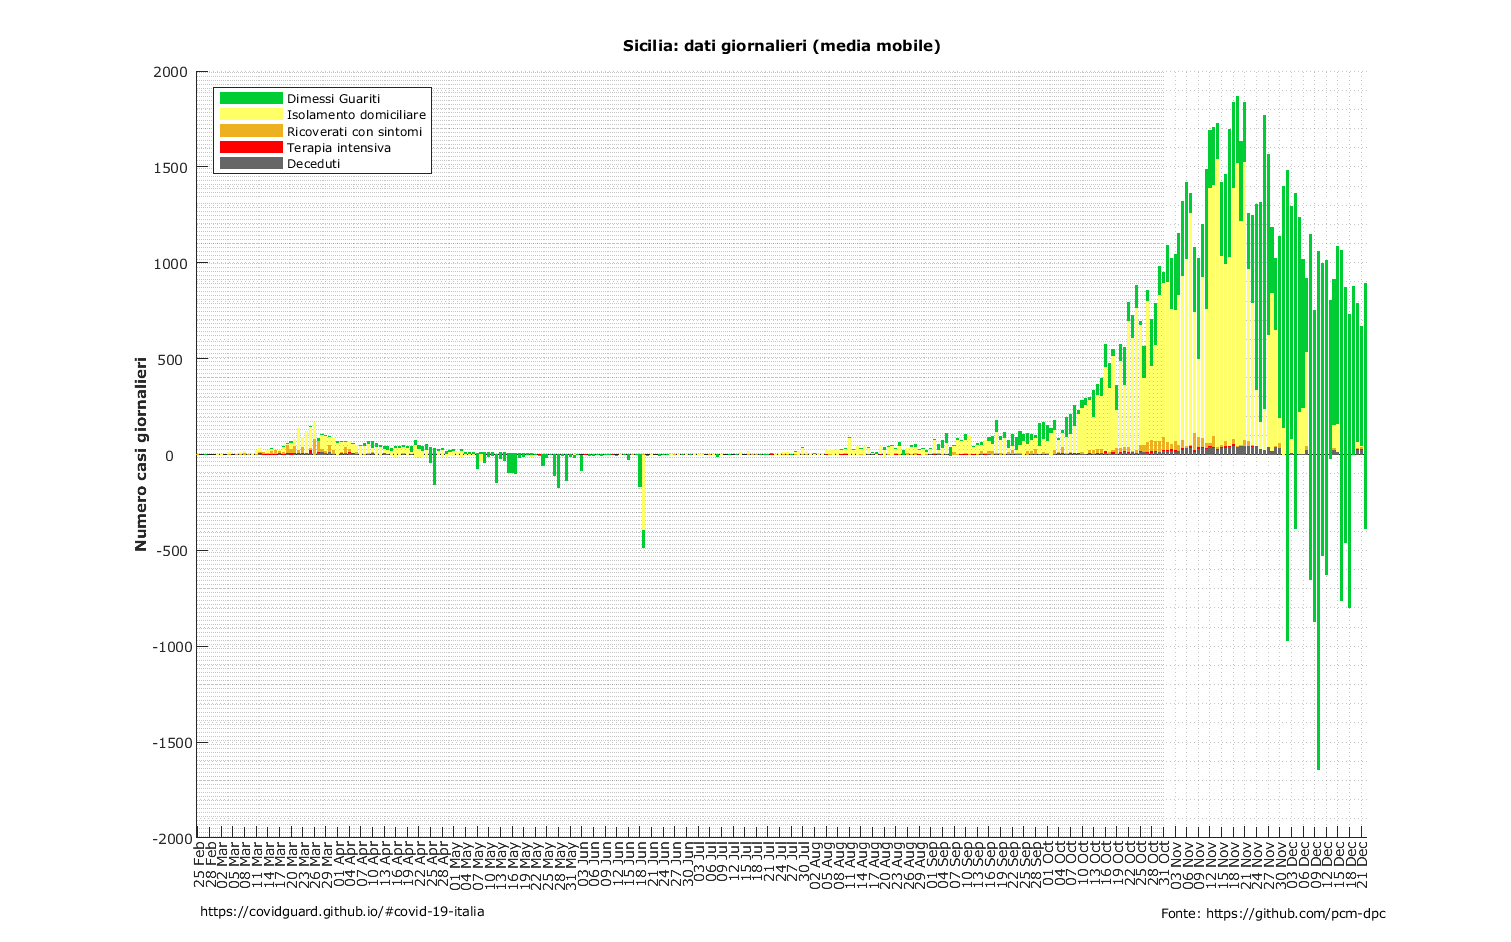 Sicilia: dati giornalieri (media mobile)
Dimessi Guariti
Isolamento domiciliare
Ricoverati con sintomi
Terapia intensiva
Deceduti
2000
1500
1000
500
0
-500
-1000
-1500
-2000
Numero casi giornalieri
25 Feb
28 Feb
02 Mar
05 Mar
08 Mar
11 Mar
14 Mar
17 Mar
20 Mar
23 Mar
26 Mar
29 Mar
01 Apr
04 Apr
07 Apr
10 Apr
13 Apr
16 Apr
19 Apr
22 Apr
25 Apr
28 Apr
01 May
04 May
07 May
10 May
13 May
16 May
19 May
22 May
25 May
28 May
31 May
03 Jun
06 Jun
09 Jun
12 Jun
15 Jun
18 Jun
21 Jun
24 Jun
27 Jun
30 Jun
03 Jul
06 Jul
09 Jul
12 Jul
15 Jul
18 Jul
21 Jul
24 Jul
27 Jul
30 Jul
02 Aug
05 Aug
08 Aug
11 Aug
14 Aug
17 Aug
20 Aug
23 Aug
26 Aug
29 Aug
01 Sep
04 Sep
07 Sep
10 Sep
13 Sep
16 Sep
19 Sep
22 Sep
25 Sep
28 Sep
01 Oct
04 Oct
07 Oct
10 Oct
13 Oct
16 Oct
19 Oct
22 Oct
25 Oct
28 Oct
31 Oct
03 Nov
06 Nov
09 Nov
12 Nov
15 Nov
18 Nov
21 Nov
24 Nov
27 Nov
30 Nov
03 Dec
06 Dec
09 Dec
12 Dec
15 Dec
18 Dec
21 Dec
https://covidguard.github.io/#covid-19-italia
Fonte: https://github.com/pcm-dpc